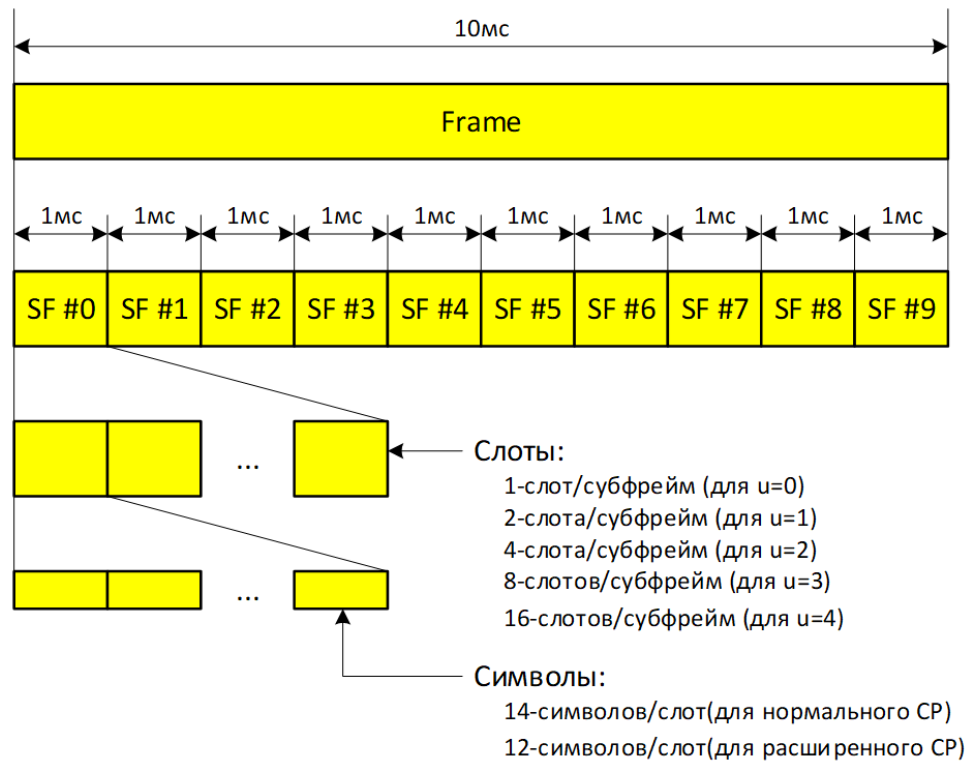 10мс
Frame
1мс 1мс 1мс 1мс 1мс 1мс 1мс 1мс 1мс 1мс
SF #0 SF #1 SF #2 SF #3 SF #4 SF #5 SF #6 SF #7 SF #8 SF #9
...
Слоты:
1-слот/субфрейм (для u=0)
2-слота/субфрейм (для u=1)
4-слота/субфрейм (для u=2)
8-слотов/субфрейм (для u=3)
16-слотов/субфрейм (для u=4)
...
Символы:
14-символов/слот(для нормального CP)
12-символов/слот(для расширенного CP)